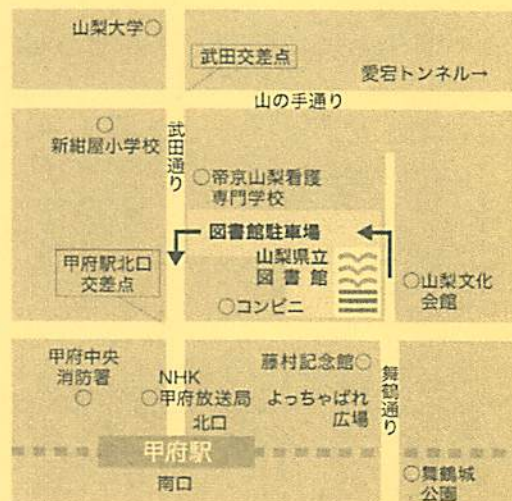 山梨大学
武田交差点
愛宕トンネル→
山の手通り
新紺屋小学校
武田通り
帝京山梨看護
専門学校
図書館駐車場
甲府駅北口
交差点
山梨県立
図書館
山梨文化
会館
コンビニ
甲府中央
消防署
NHK
甲府放送局
北口
藤村記念館
よっちゃばれ
広場
舞鶴通り
甲府駅
南口
舞鶴城
公園